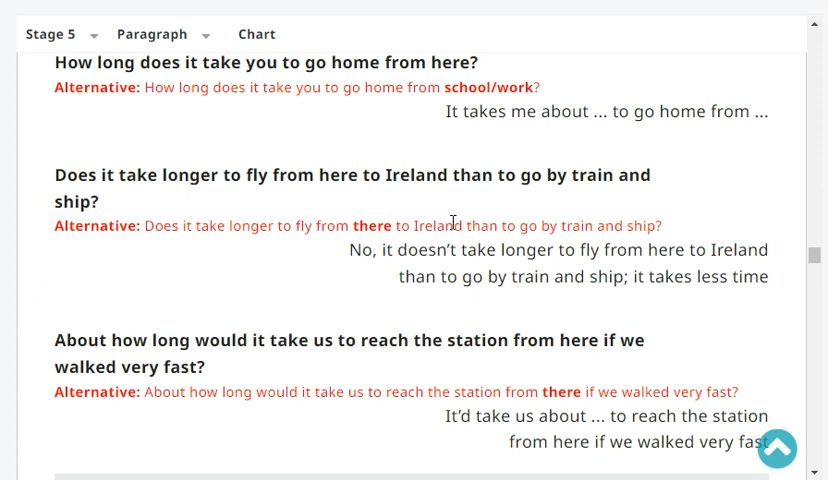 Stage 5 Paragraph Chart
How long does it take you to go home from here?
Alternative: How long does it take you to go home from school/work?
It takes me about ... to go home from ...
Does it take longer to fly from here to Ireland than to go by train and
ship?
Alternative: Does it take longer to fly from there to Ireland than to go by train and ship?
No, it doesn't take longer to fly from here to Ireland
than to go by train and ship; it takes less time
About how long would it take us to reach the station from here if we
walked very fast?
Alternative: About how long would it take us to reach the station from there if we walked very fast?
It'd take us about ... to reach the station
from here if we walked very fast